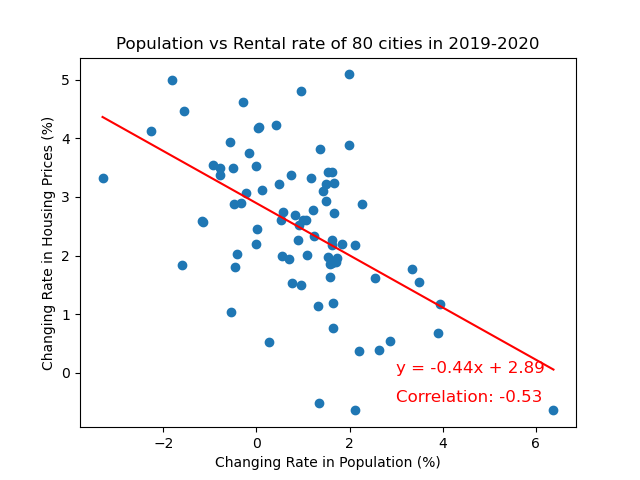 Population vs Rental rate of 80 cities in 2019-2020
Changing Rate in Housing Prices (%)
5
4
3
2
1
0
y = -0.44x + 2.89
Correlation: -0.53
−2
0
2
4
6
Changing Rate in Population (%)